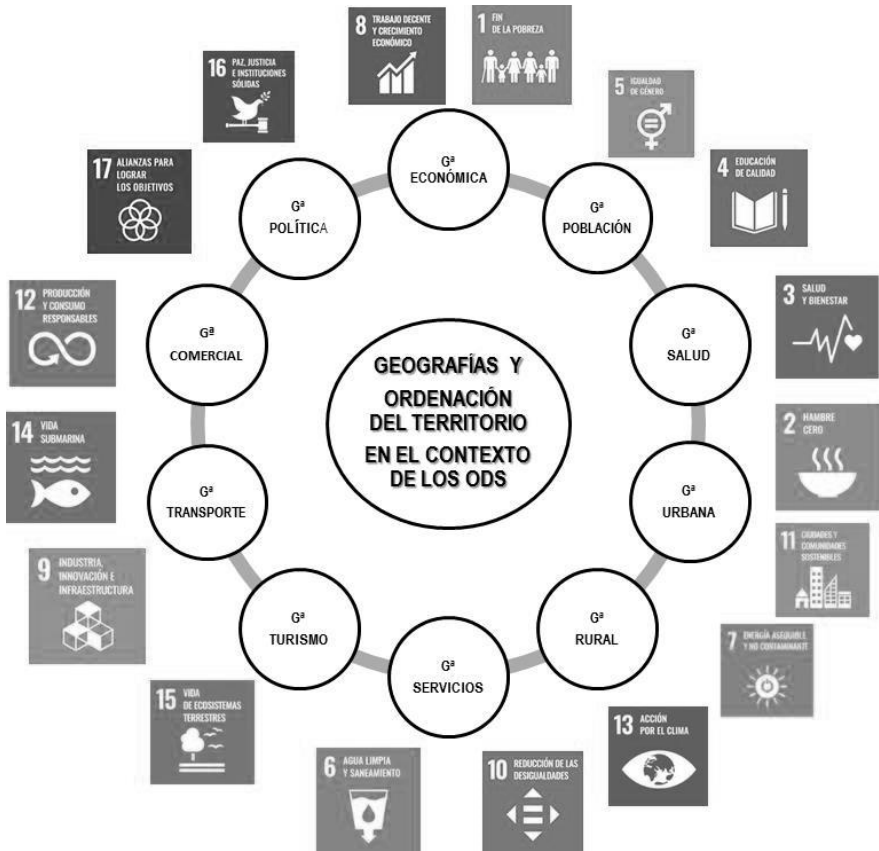 8 TRABAJO DECENTE
Y CRECIMIENTO
ECONÓMICO
1 FIN
DE LA POBREZA
16 PAZ, JUSTICIA
E INSTITUCIONES
SÓLIDAS
5 IGUALDAD
DE GÉNERO
17 ALIANZAS PARA
LOGRAR
LOS OBJETIVOS
4 EDUCACIÓN
DE CALIDAD
Gª
ECONÓMICA
Gª
POLÍTICA
Gª
POBLACIÓN
12 PRODUCCIÓN
Y CONSUMO
RESPONSABLES
3 SALUD
Y BIENESTAR
Gª
COMERCIAL
Gª
SALUD
GEOGRAFÍAS Y
ORDENACIÓN
DEL TERRITORIO
EN EL CONTEXTO
DE LOS ODS
14 VIDA
SUBMARINA
2 HAMBRE
CERO
Gª
TRANSPORTE
Gª
URBANA
11 CIUDADES Y
COMUNIDADES
SOSTENIBLES
9 INDUSTRIA,
INNOVACIÓN E
INFRAESTRUCTURA
Gª
TURISMO
Gª
RURAL
7 ENERGÍA ASEQUIBLE
Y NO CONTAMINANTE
Gª
SERVICIOS
15 VIDA
DE ECOSISTEMAS
TERRESTRES
13 ACCIÓN
POR EL CLIMA
6 AGUA LIMPIA
Y SANEAMIENTO
10 REDUCCIÓN DE LAS
DESIGUALDADES